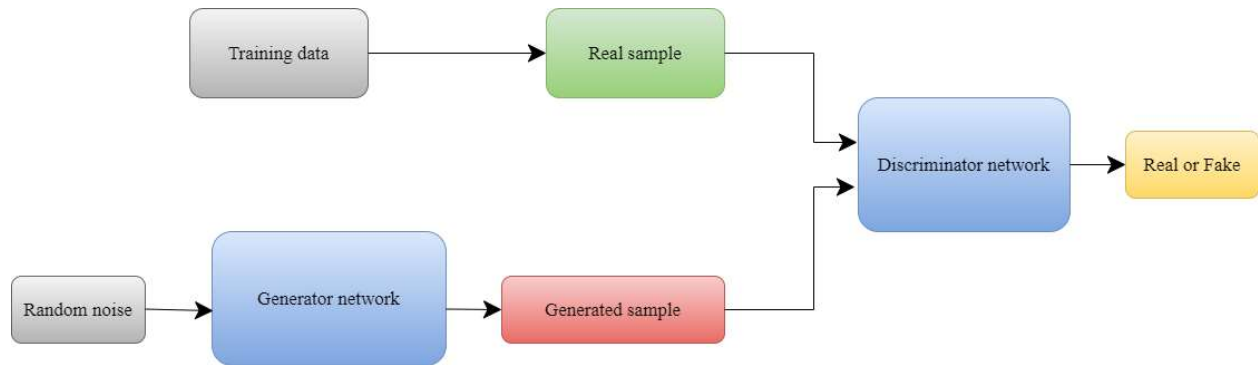 Training data
Real sample
Discriminator network
Real or Fake
Random noise
Generator network
Generated sample